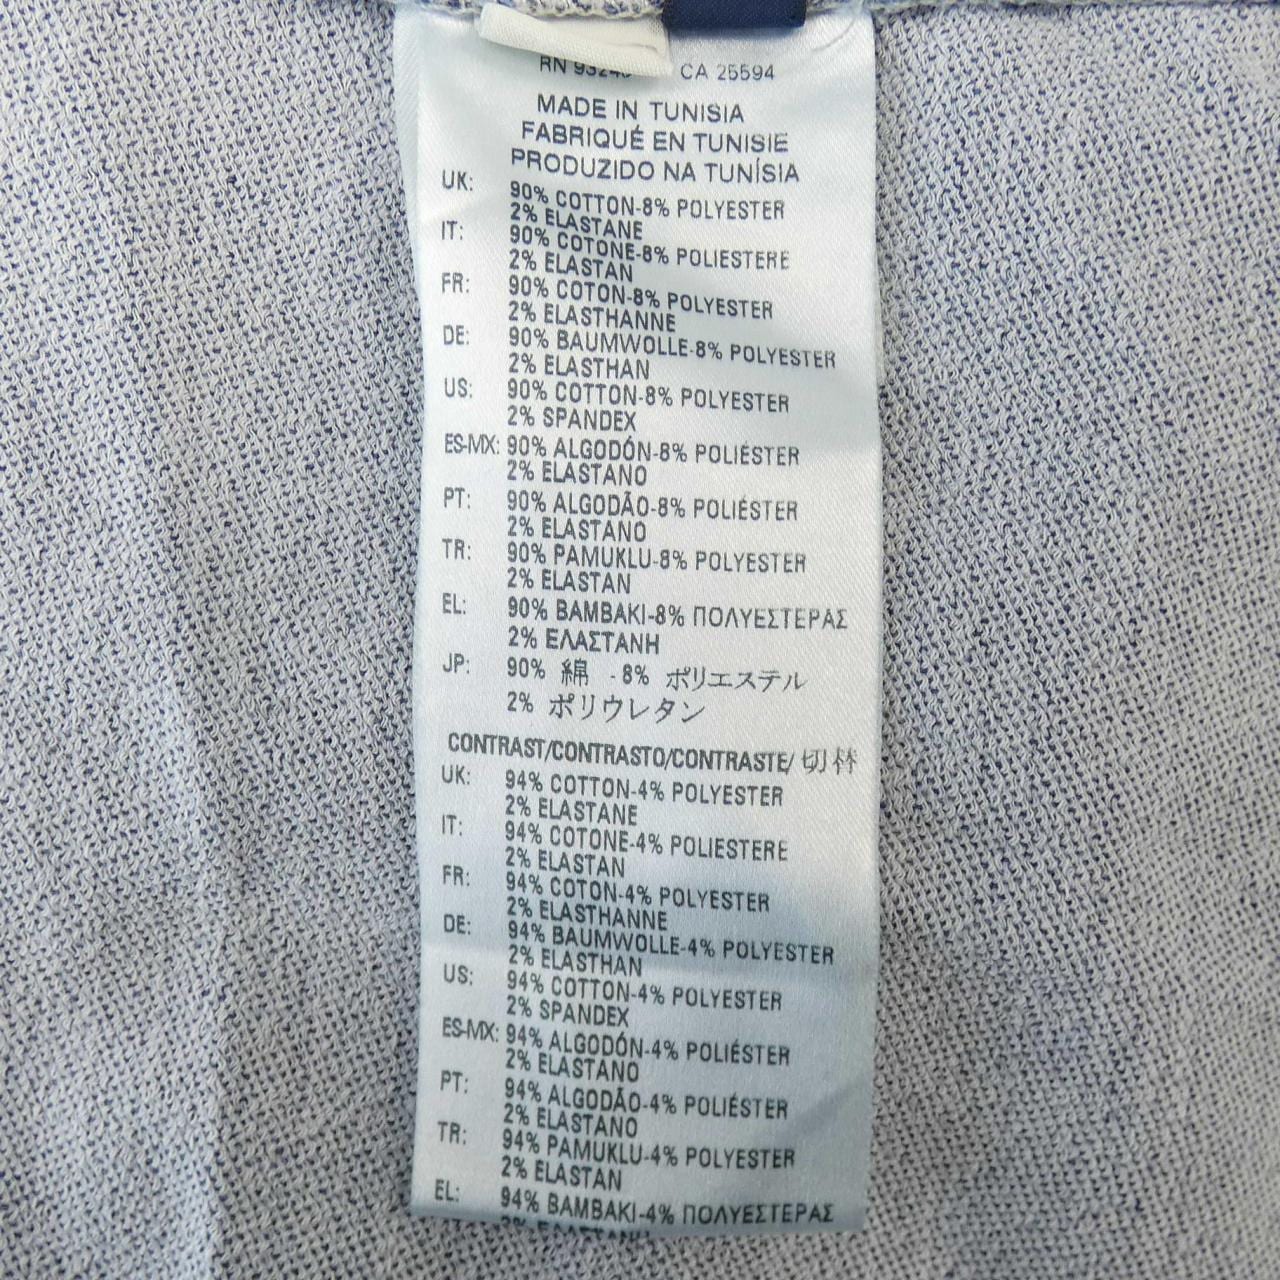 CA 25594
MADE IN TUNISIA
FABRIQUÉ EN TUNISIE
PRODUZIDO NA TUNÍSIA
UK: 90% COTTON-8% POLYESTER
2% ELASTANE
IT: 90% COTONE-8% POLIESTERE
2% ELASTAN
FR: 90% COTON-8% POLYESTER
2% ELASTHANNE
DE: 90% BAUMWOLLE-8% POLYESTER
2% ELASTHAN
US: 90% COTTON-8% POLYESTER
2% SPANDEX
ES-MX: 90% ALGODÓN-8% POLIÉSTER
2% ELASTANO
PT: 90% ALGODÃO-8% POLIÉSTER
2% ELASTANO
TR: 90% PAMUKLU-8% POLYESTER
2% ELASTAN
EL: 90% BAMBAKI-8% ΠΟΛΥΕΣΤΕΡΑΣ
2% ΕΛΑΣΤΑΝΗ
JP: 90% 綿 - 8% ポリエステル
2% ポリウレタン
CONTRAST/CONTRASTO/CONTRASTE/ 切替
UK: 94% COTTON-4% POLYESTER
2% ELASTANE
IT: 94% COTONE-4% POLIESTERE
2% ELASTAN
FR: 94% COTON-4% POLYESTER
2% ELASTHANNE
DE: 94% BAUMWOLLE-4% POLYESTER
2% ELASTHAN
US: 94% COTTON-4% POLYESTER
2% SPANDEX
ES-MX: 94% ALGODÓN-4% POLIÉSTER
2% ELASTANO
PT: 94% ALGODÃO-4% POLIÉSTER
2% ELASTANO
TR: 94% PAMUKLU-4% POLYESTER
2% ELASTAN
EL: 94% BAMBAKI-4% ΠΟΛΥΕΣΤΕΡΑΣ